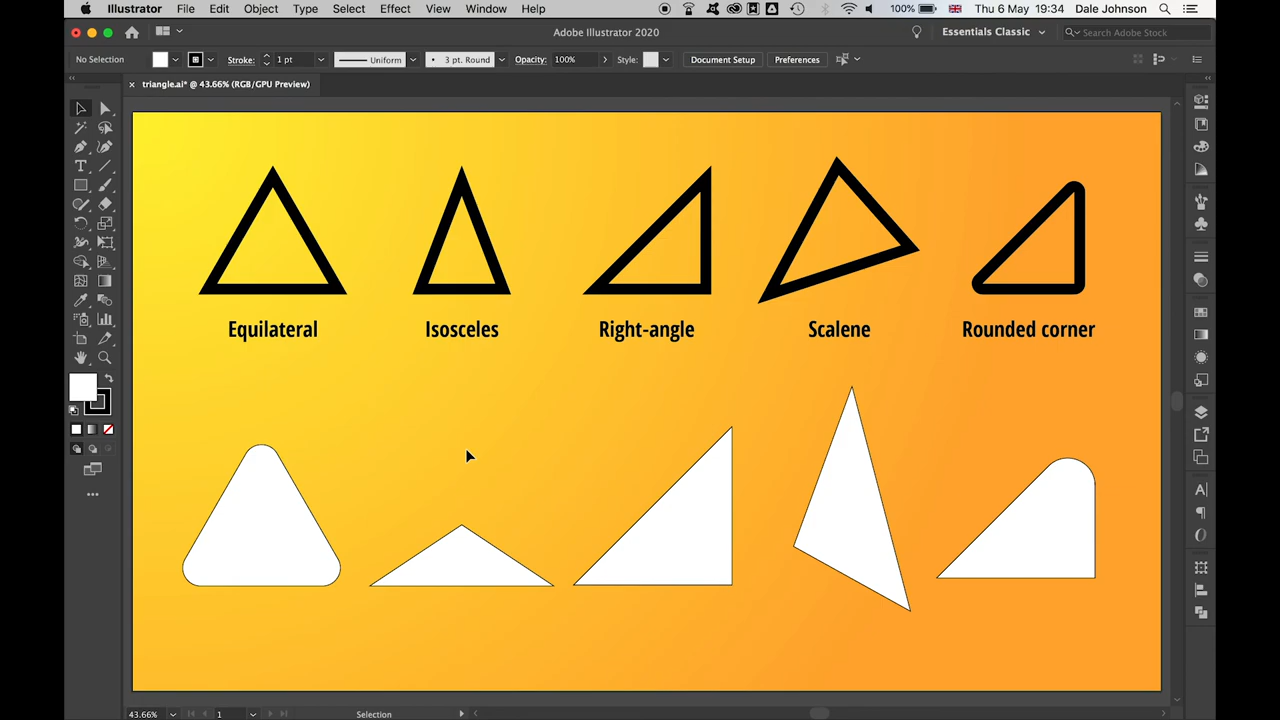 Illustrator File Edit Object Type Select Effect View Window Help 100% Thu 6 May 19:34 Dale Johnson
Adobe Illustrator 2020 Essentials Classic Search Adobe Stock
No Selection Stroke: 1 pt Uniform 3 pt. Round Opacity: 100% Style: Document Setup Preferences
× triangle.ai* @ 43.66% (RGB/GPU Preview)
Equilateral Isosceles Right-angle Scalene Rounded corner
43.66% 1 Selection